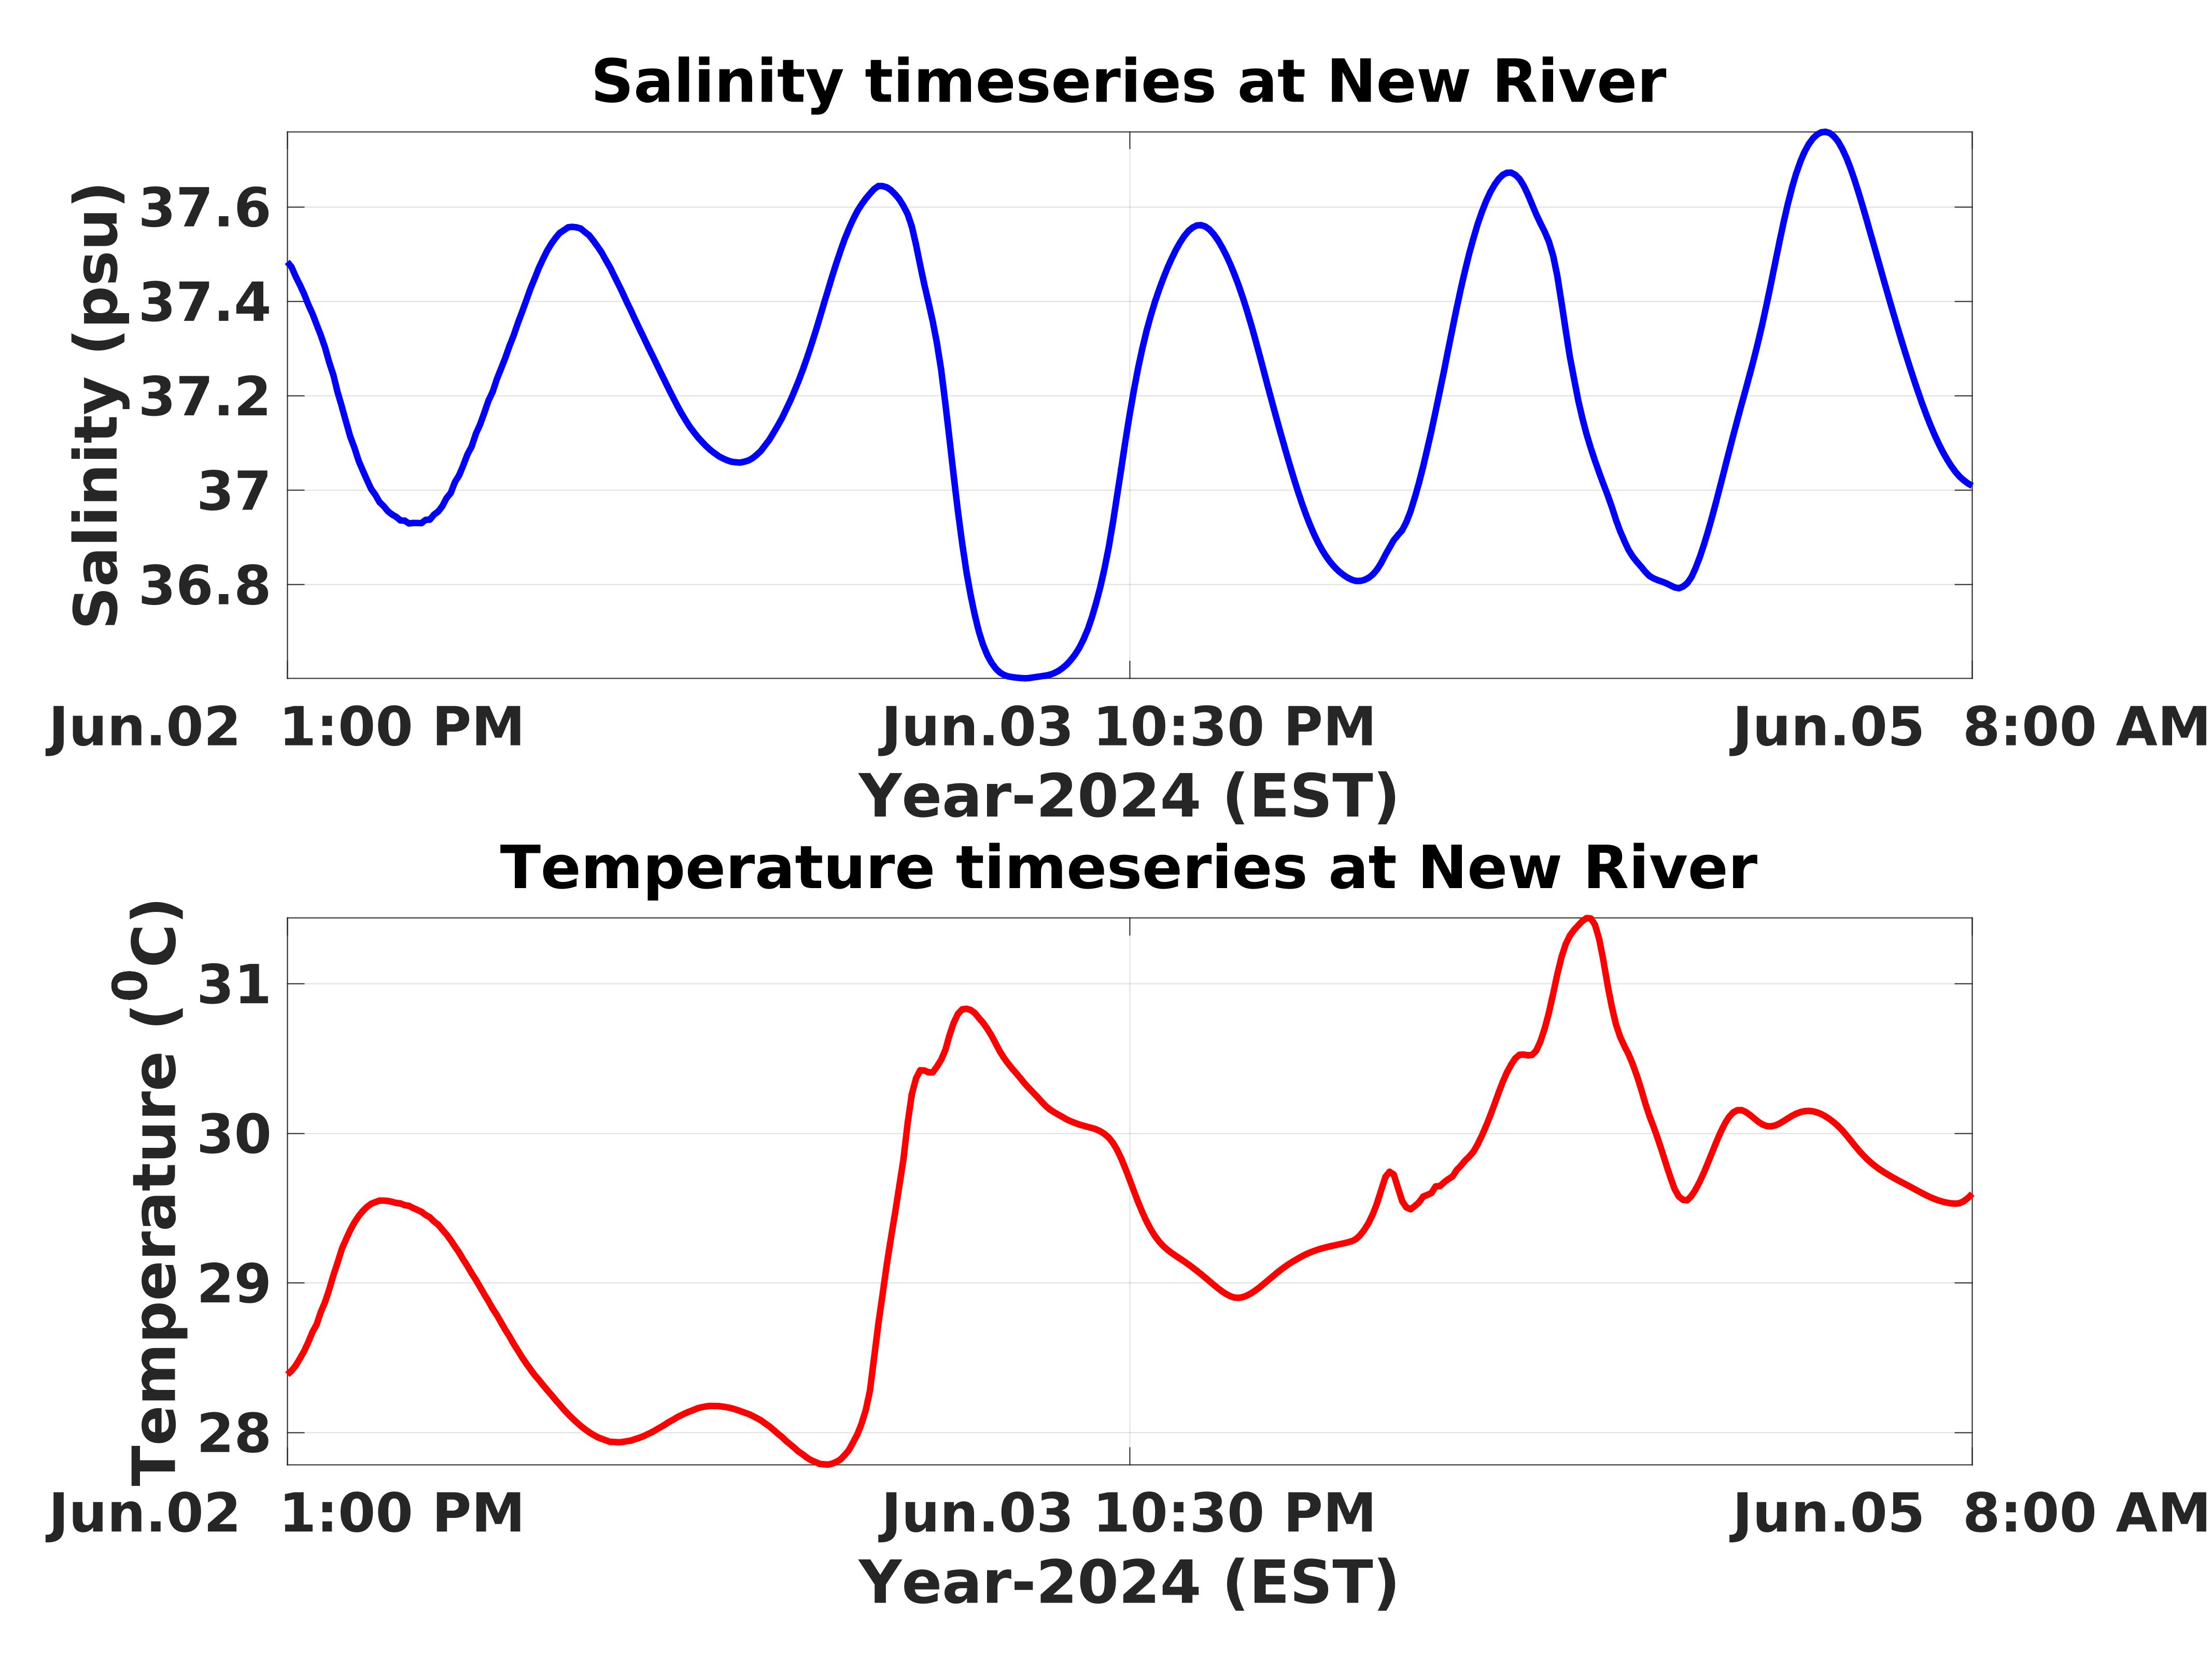 Salinity timeseries at New River
Salinity (psu)
37.6
37.4
37.2
37
36.8
Jun.02  1:00 PM
Jun.03 10:30 PM
Jun.05  8:00 AM
Year-2024 (EST)
Temperature timeseries at New River
Temperature (⁰C)
31
30
29
28
Jun.02  1:00 PM
Jun.03 10:30 PM
Jun.05  8:00 AM
Year-2024 (EST)